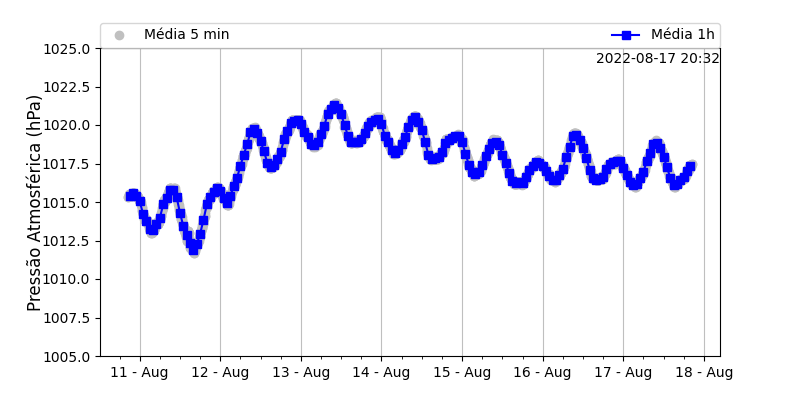 Média 5 min
Média 1h
2022-08-17 20:32
Pressão Atmosférica (hPa)
1025.0
1022.5
1020.0
1017.5
1015.0
1012.5
1010.0
1007.5
1005.0
11 - Aug
12 - Aug
13 - Aug
14 - Aug
15 - Aug
16 - Aug
17 - Aug
18 - Aug